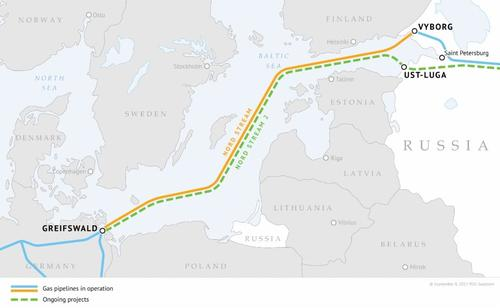 NORWAY
Oslo
FINLAND
VYBORG
Helsinki
Saint Petersburg
BALTIC
SEA
Stockholm
UST-LUGA
NORTH
SEA
Tallinn
ESTONIA
SWEDEN
NORD STREAM
NORD STREAM 2
RUSSIA
DENMARK
Riga
Copenhagen
LATVIA
LITHUANIA
Vilnius
GREIFSWALD
RUSSIA
BELARUS
GERMANY
POLAND
Minsk
Gas pipelines in operation
Ongoing projects